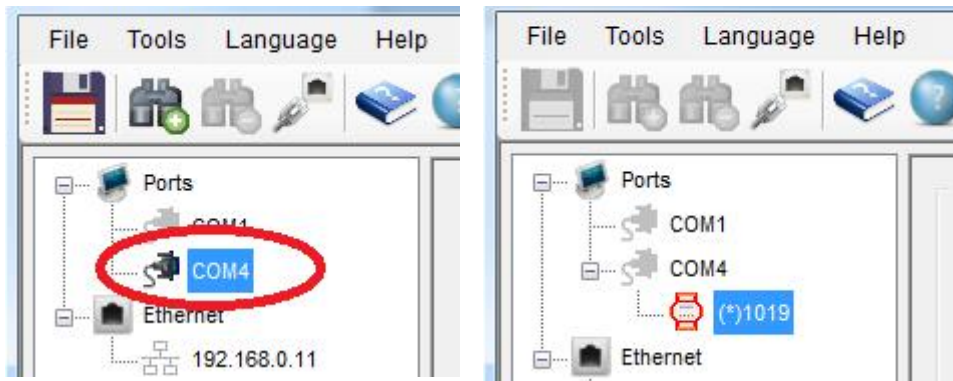 File Tools Language Help
Ports
COM1
COM4
Ethernet
192.168.0.11
File Tools Language Help
Ports
COM1
COM4
(*)1019
Ethernet